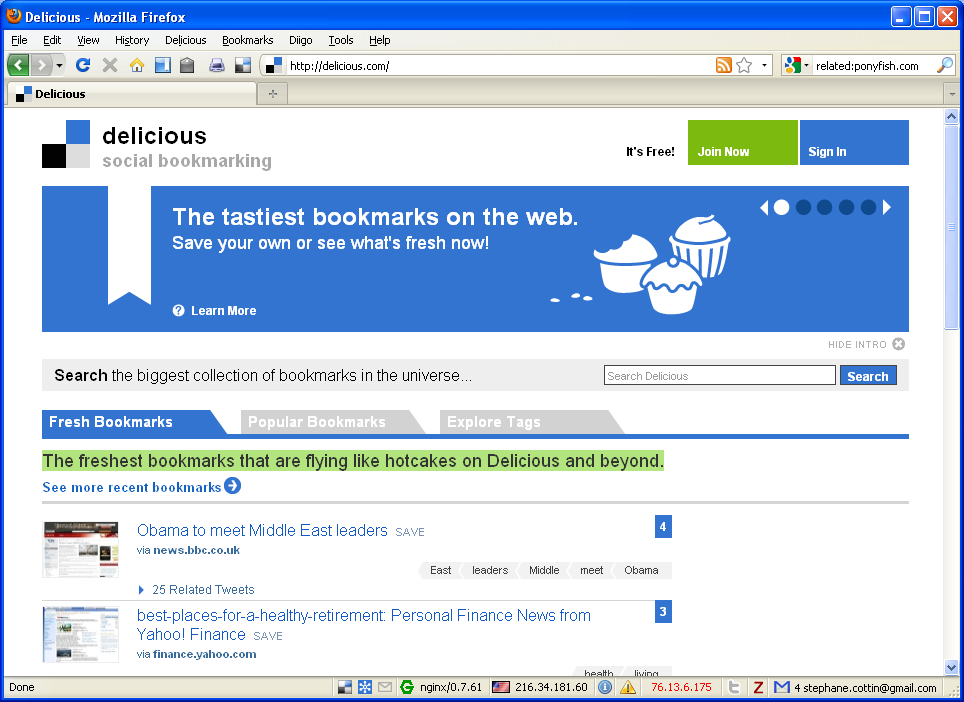 Delicious - Mozilla Firefox
File Edit View History Delicious Bookmarks Diigo Tools Help
http://delicious.com/
related:ponyfish.com
Delicious
delicious
social bookmarking
It's Free!
Join Now
Sign In
The tastiest bookmarks on the web.
Save your own or see what's fresh now!
? Learn More
HIDE INTRO
Search the biggest collection of bookmarks in the universe...
Search Delicious
Search
Fresh Bookmarks
Popular Bookmarks
Explore Tags
The freshest bookmarks that are flying like hotcakes on Delicious and beyond.
See more recent bookmarks
Obama to meet Middle East leaders SAVE
4
via news.bbc.co.uk
East leaders Middle meet Obama
25 Related Tweets
best-places-for-a-healthy-retirement: Personal Finance News from
Yahoo! Finance SAVE
3
via finance.yahoo.com
health living
Done
nginx/0.7.61
216.34.181.60
76.13.6.175
4 stephane.cottin@gmail.com